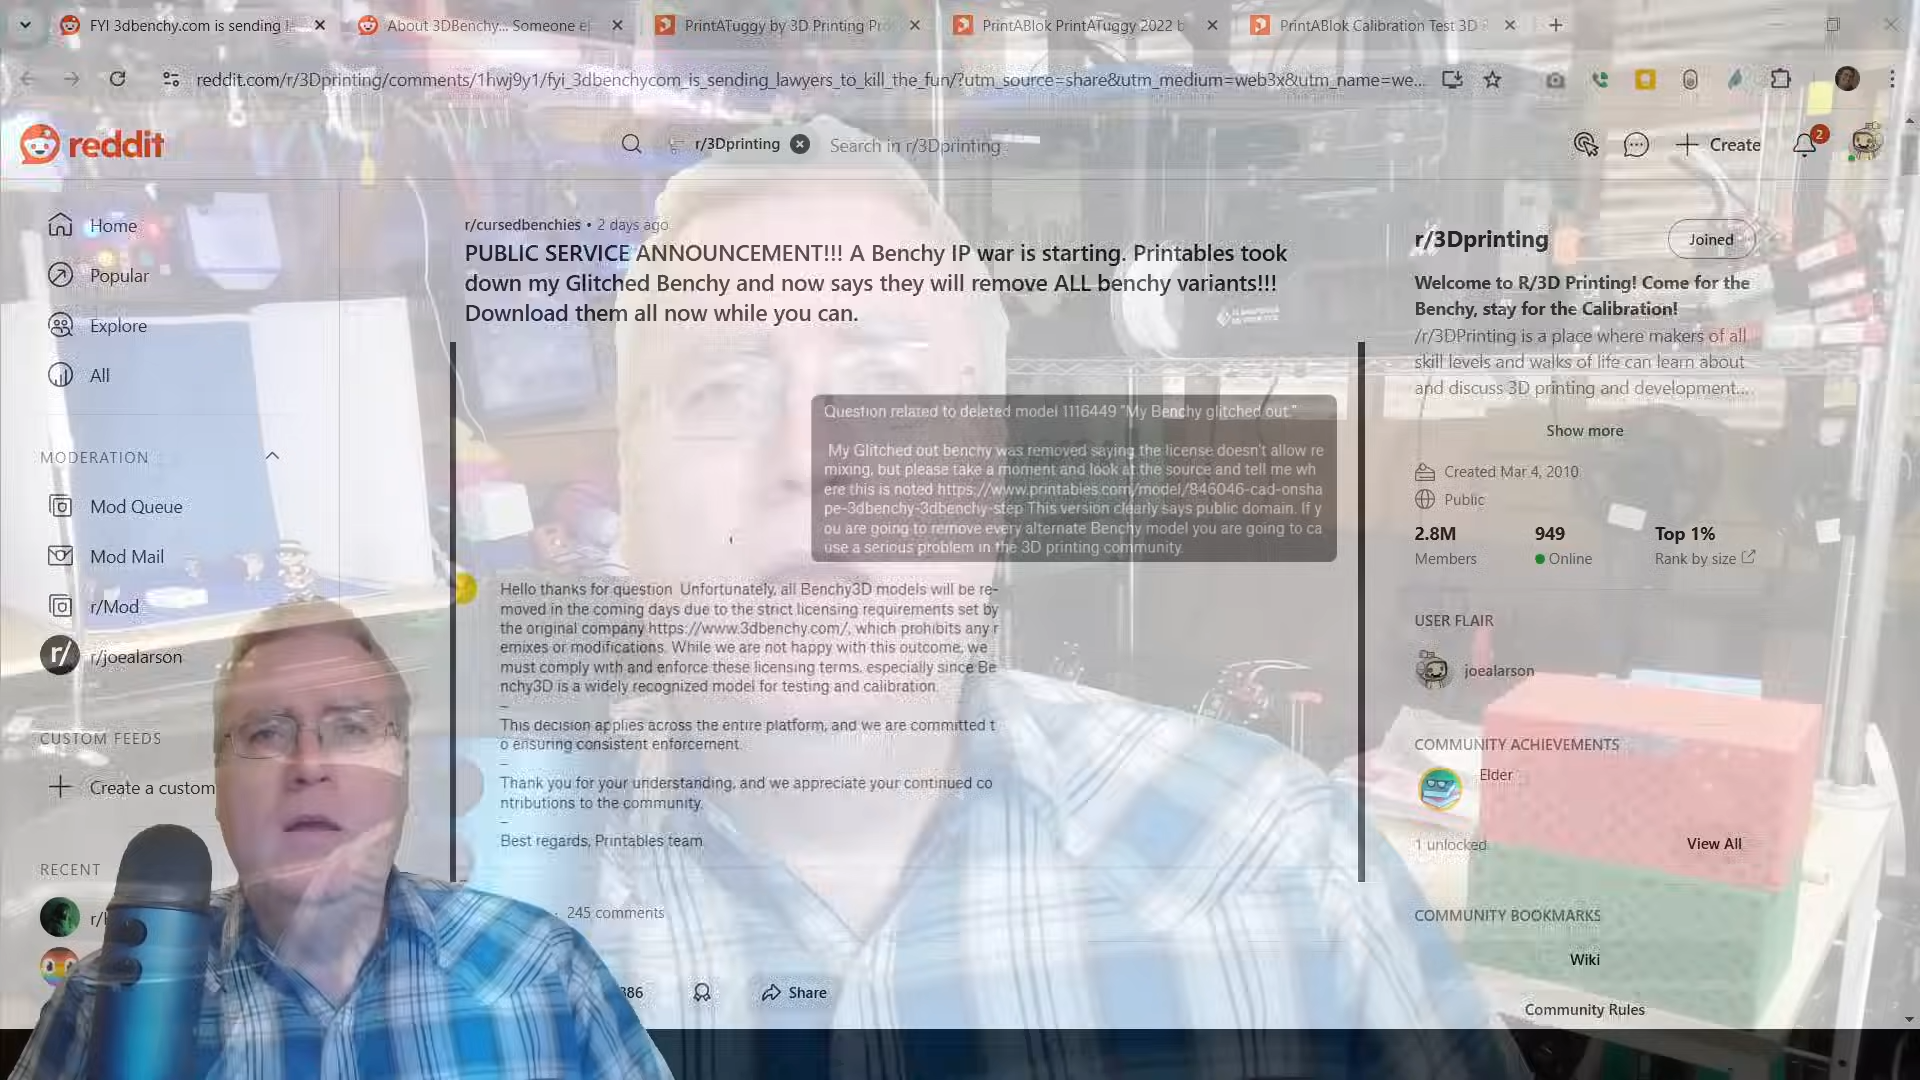 FYI 3dbenchy.com is sending l
About 3DBenchy... Someone e
PrintATuggy by 3D Printing Pro
PrintABlok PrintATuggy 2022 b
PrintABlok Calibration Test 3D P
reddit.com/r/3Dprinting/comments/1hwj9y1/fyi_3dbenchycom_is_sending_lawyers_to_kill_the_fun/?utm_source=share&utm_medium=web3x&utm_name=we...
reddit
r/3Dprinting
Search in r/3Dprinting
Create
2
Home
Popular
Explore
All
MODERATION
Mod Queue
Mod Mail
r/Mod
r/
r/joealarson
CUSTOM FEEDS
Create a custom
RECENT
r/cursedbenchies • 2 days ago
PUBLIC SERVICE ANNOUNCEMENT!!! A Benchy IP war is starting. Printables took
down my Glitched Benchy and now says they will remove ALL benchy variants!!!
Download them all now while you can.
Question related to deleted model 1116449 "My Benchy glitched out."
My Glitched out benchy was removed saying the license doesn't allow re
mixing, but please take a moment and look at the source and tell me wh
ere this is noted https://www.printables.com/model/846046-cad-onsha
pe-3dbenchy-3dbenchy-step This version clearly says public domain. If y
ou are going to remove every alternate Benchy model you are going to ca
use a serious problem in the 3D printing community.
Hello thanks for question Unfortunately, all Benchy3D models will be re-
moved in the coming days due to the strict licensing requirements set by
the original company https://www.3dbenchy.com/, which prohibits any r
emixes or modifications. While we are not happy with this outcome, we
must comply with and enforce these licensing terms, especially since Be
nchy3D is a widely recognized model for testing and calibration.
–
This decision applies across the entire platform, and we are committed t
o ensuring consistent enforcement.
–
Thank you for your understanding, and we appreciate your continued co
ntributions to the community.
–
Best regards, Printables team
245 comments
386
Share
r/3Dprinting
Joined
Welcome to R/3D Printing! Come for the
Benchy, stay for the Calibration!
/r/3DPrinting is a place where makers of all
skill levels and walks of life can learn about
and discuss 3D printing and development....
Show more
Created Mar 4, 2010
Public
2.8M
949
Top 1%
Members
Online
Rank by size
USER FLAIR
joealarson
COMMUNITY ACHIEVEMENTS
Elder
1 unlocked
View All
COMMUNITY BOOKMARKS
Wiki
Community Rules